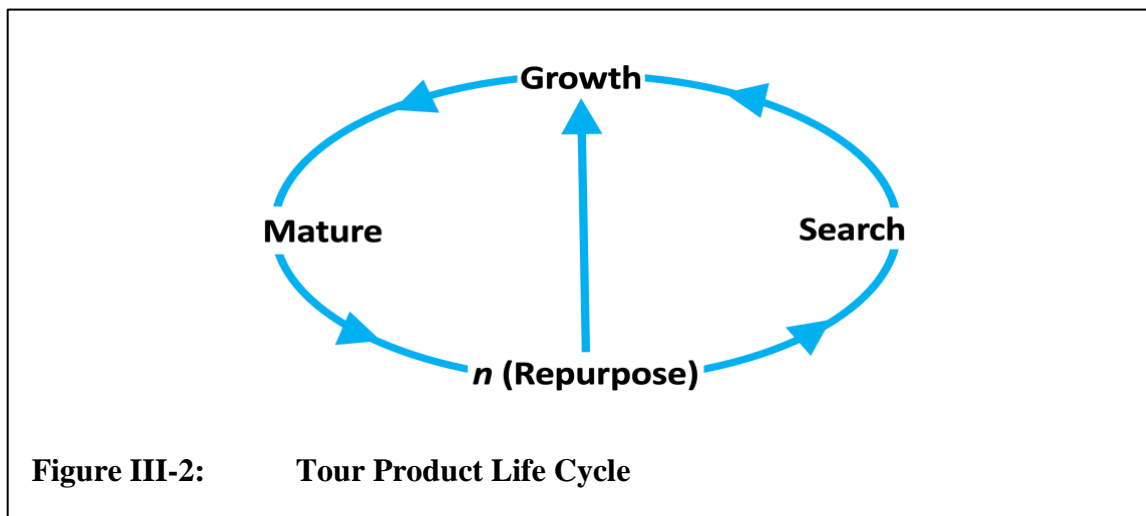 Growth
Mature
Search
n (Repurpose)
Figure III-2: Tour Product Life Cycle